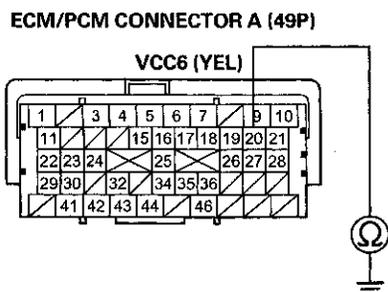 ECM/PCM CONNECTOR A (49P)
VCC6 (YEL)
1 3 4 5 6 7 9 10
11 15 16 17 18 19 20 21
22 23 24 25 26 27 28
29 30 32 34 35 36
41 42 43 44 46
Ω